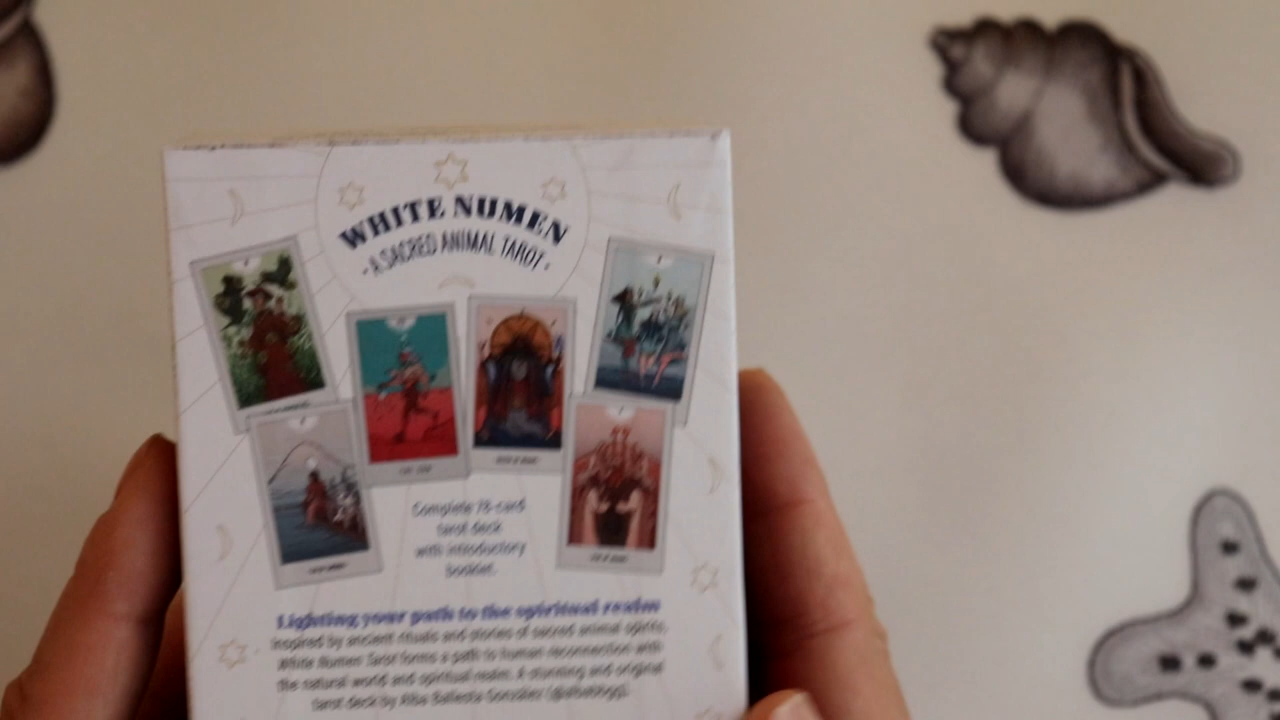 WHITE NUMEN
-A SACRED ANIMAL TAROT-
Complete 78-card
tarot deck
with introductory
booklet.
Lighting your path to the spiritual realm
Inspired by ancient rituals and stories of sacred animal spirits,
White Numen Tarot forms a path to human reconnection with
the natural world and spiritual realm. A stunning and original
tarot deck by Alba Ballesta González